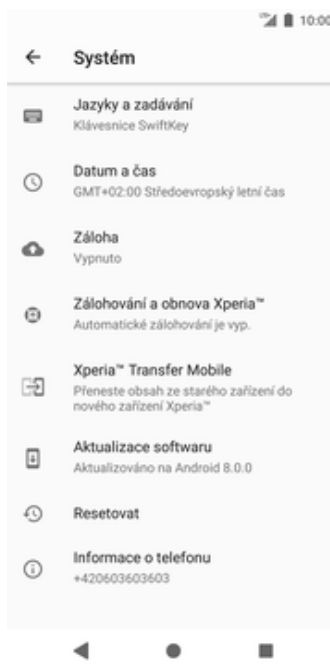 10:00
Systém
Jazyky a zadávání
Klávesnice SwiftKey
Datum a čas
GMT+02:00 Středoevropský letní čas
Záloha
Vypnuto
Zálohování a obnova Xperia™
Automatické zálohování je vyp.
Xperia™ Transfer Mobile
Přeneste obsah ze starého zařízení do
nového zařízení Xperia™
Aktualizace softwaru
Aktualizováno na Android 8.0.0
Resetovat
Informace o telefonu
+420603603603